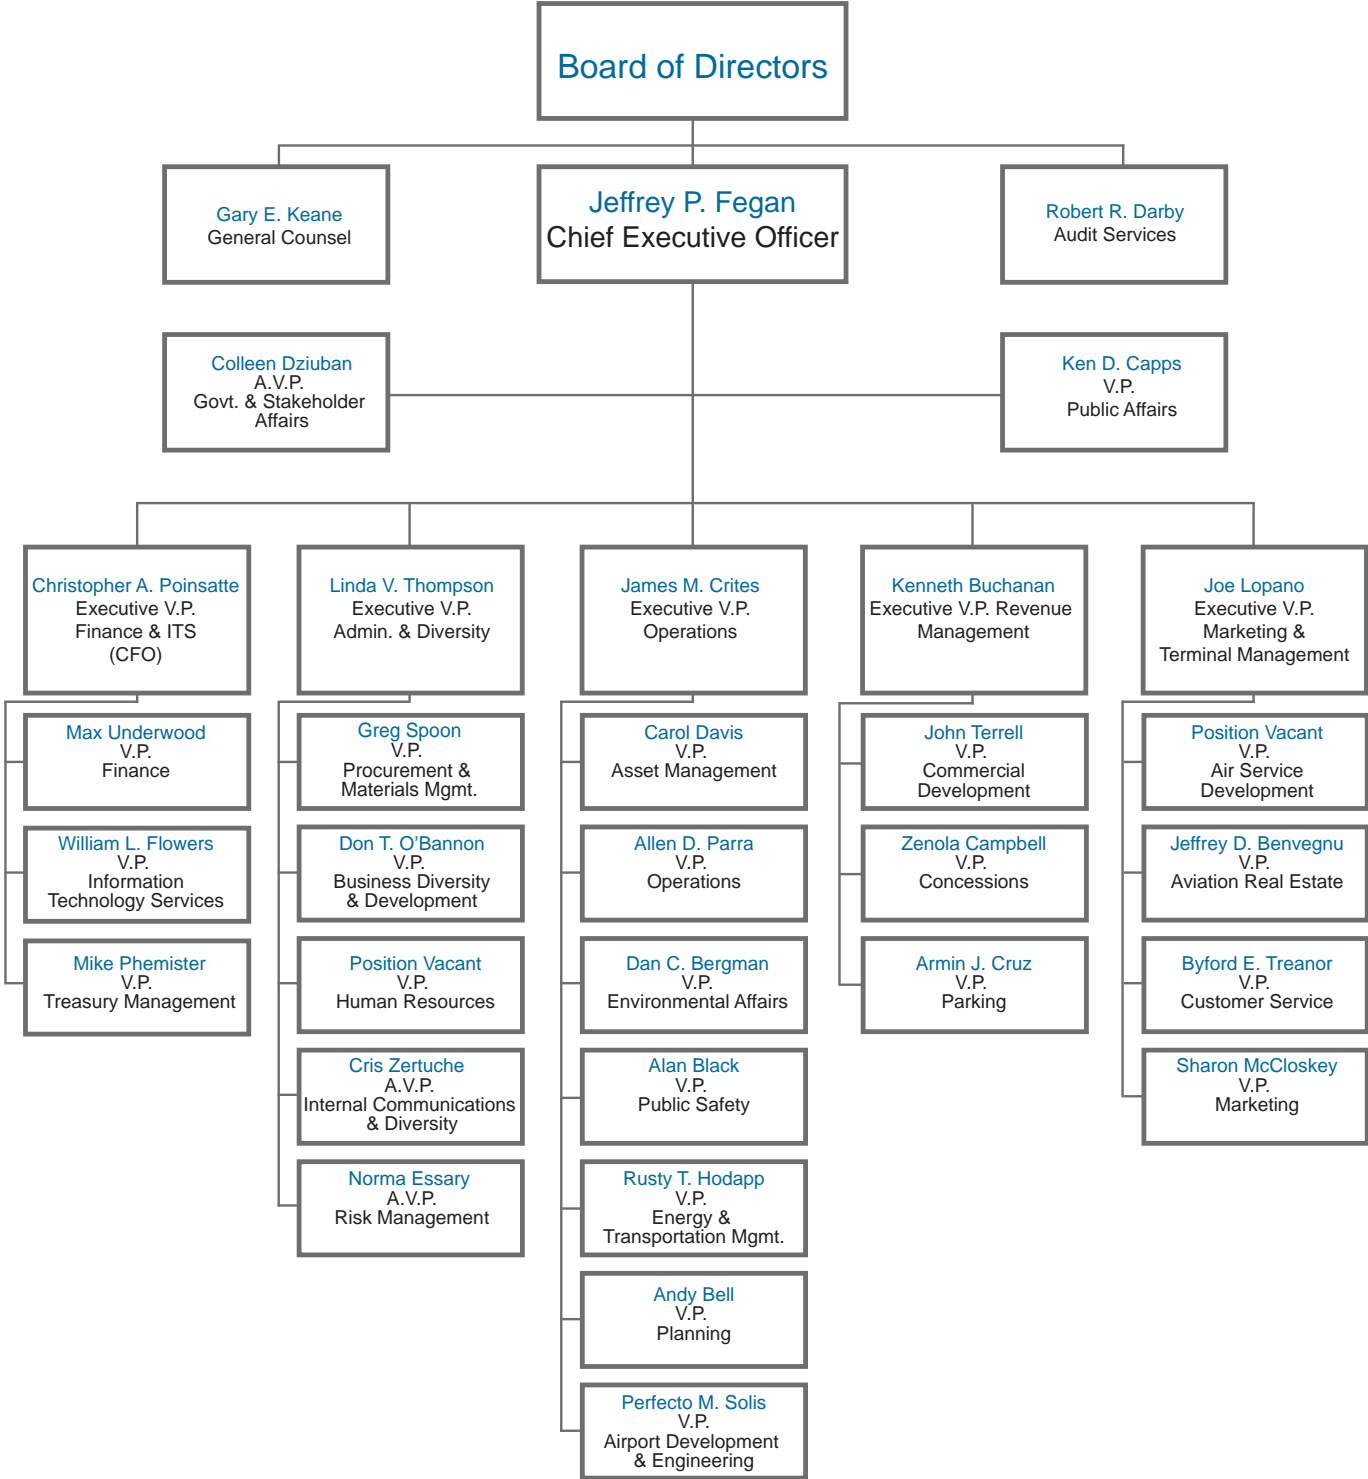 Board of Directors
Gary E. Keane
General Counsel
Jeffrey P. Fegan
Chief Executive Officer
Robert R. Darby
Audit Services
Colleen Dziuban
A.V.P.
Govt. & Stakeholder
Affairs
Ken D. Capps
V.P.
Public Affairs
Christopher A. Poinsatte
Executive V.P.
Finance & ITS
(CFO)
Linda V. Thompson
Executive V.P.
Admin. & Diversity
James M. Crites
Executive V.P.
Operations
Kenneth Buchanan
Executive V.P. Revenue
Management
Joe Lopano
Executive V.P.
Marketing &
Terminal Management
Max Underwood
V.P.
Finance
William L. Flowers
V.P.
Information
Technology Services
Mike Phemister
V.P.
Treasury Management
Greg Spoon
V.P.
Procurement &
Materials Mgmt.
Don T. O'Bannon
V.P.
Business Diversity
& Development
Position Vacant
V.P.
Human Resources
Cris Zertuche
A.V.P.
Internal Communications
& Diversity
Norma Essary
A.V.P.
Risk Management
Carol Davis
V.P.
Asset Management
Allen D. Parra
V.P.
Operations
Dan C. Bergman
V.P.
Environmental Affairs
Alan Black
V.P.
Public Safety
Rusty T. Hodapp
V.P.
Energy &
Transportation Mgmt.
Andy Bell
V.P.
Planning
Perfecto M. Solis
V.P.
Airport Development
& Engineering
John Terrell
V.P.
Commercial
Development
Zenola Campbell
V.P.
Concessions
Armin J. Cruz
V.P.
Parking
Position Vacant
V.P.
Air Service
Development
Jeffrey D. Benvegnu
V.P.
Aviation Real Estate
Byford E. Treanor
V.P.
Customer Service
Sharon McCloskey
V.P.
Marketing